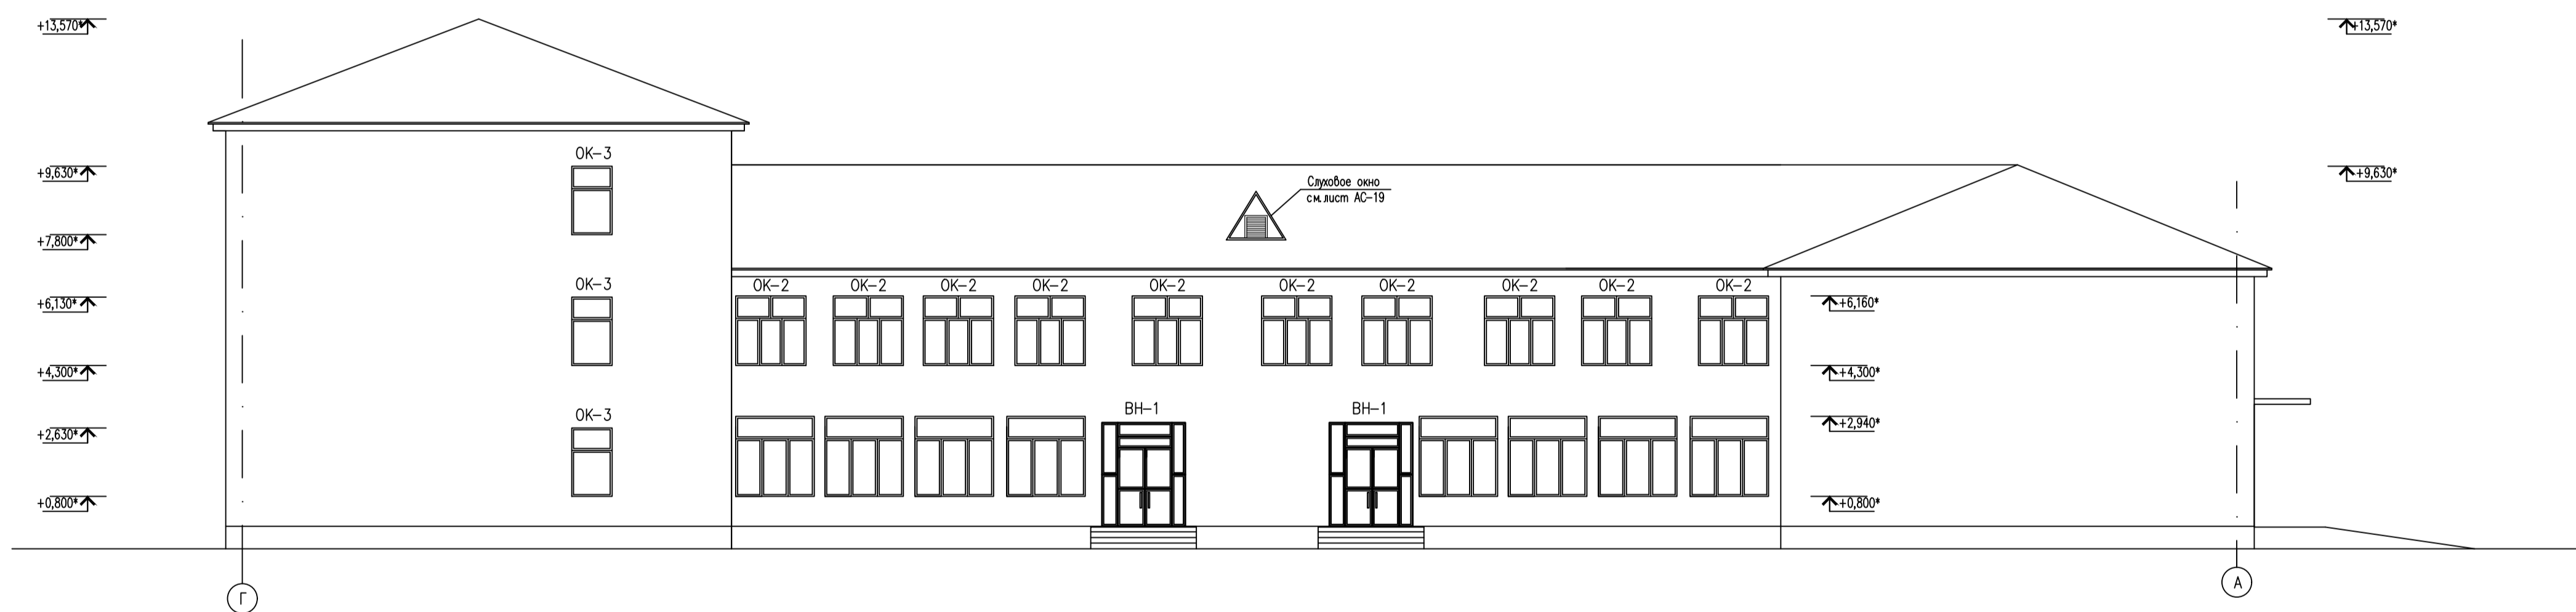 +13,570*
+13,570*
ОК-3
+9,630*
+9,630*
Слуховое окно
см. лист АС-19
+7,800*
ОК-3
ОК-2
ОК-2
ОК-2
ОК-2
ОК-2
ОК-2
ОК-2
ОК-2
ОК-2
ОК-2
+6,130*
+6,160*
+4,300*
+4,300*
ОК-3
ВН-1
ВН-1
+2,630*
+2,940*
+0,800*
+0,800*
Г
А